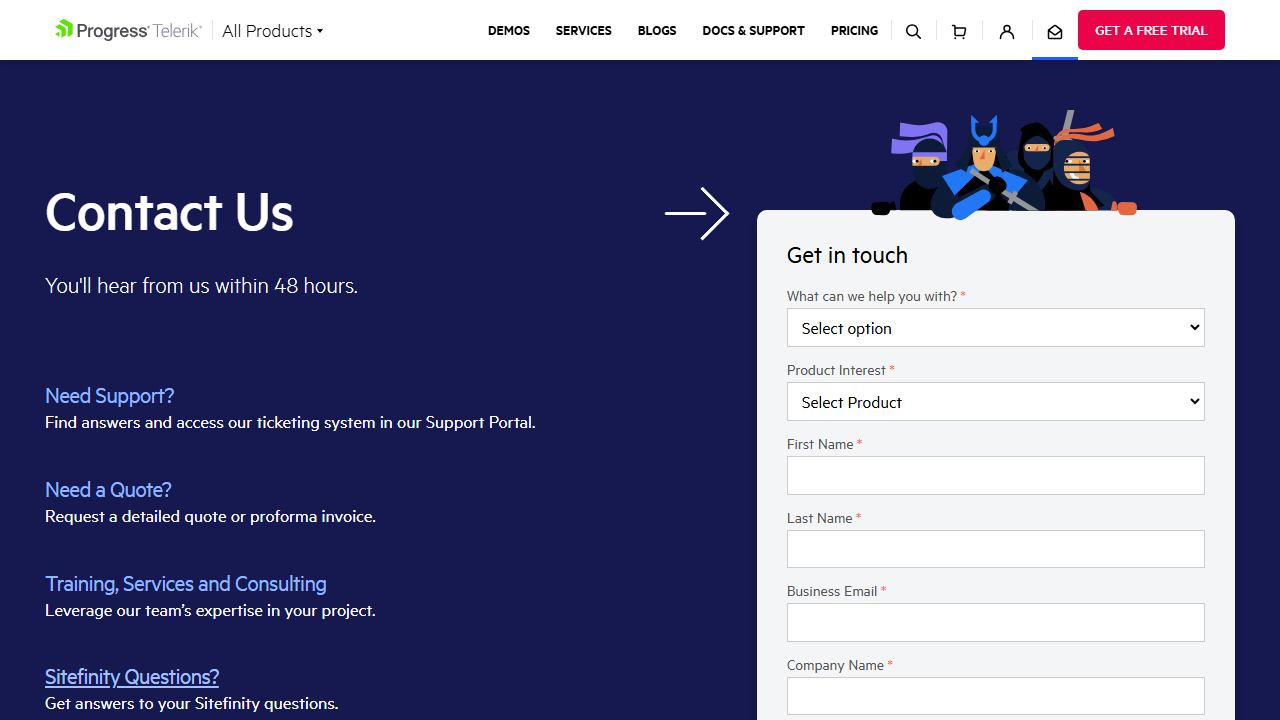 Progress Telerik
All Products
DEMOS SERVICES BLOGS DOCS & SUPPORT PRICING GET A FREE TRIAL
Contact Us
You'll hear from us within 48 hours.
Need Support?
Find answers and access our ticketing system in our Support Portal.
Need a Quote?
Request a detailed quote or proforma invoice.
Training, Services and Consulting
Leverage our team’s expertise in your project.
Sitefinity Questions?
Get answers to your Sitefinity questions.
Get in touch
What can we help you with? *
Select option
Product Interest *
Select Product
First Name *
Last Name *
Business Email *
Company Name *